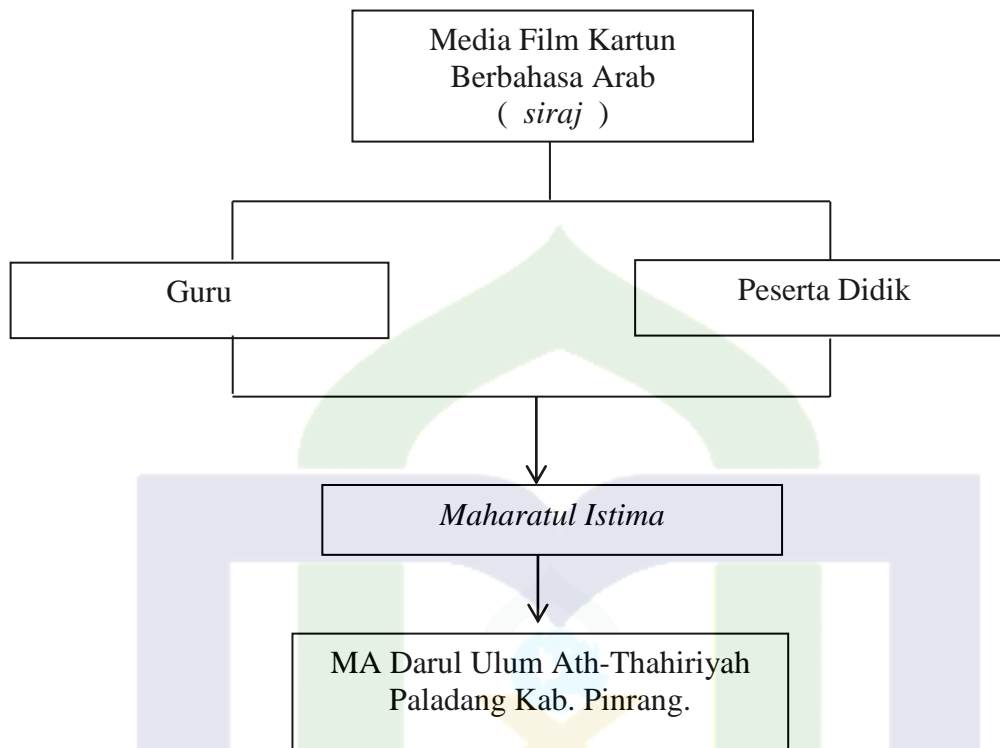 Media Film Kartun
Berbahasa Arab
( siraj )
Guru
Peserta Didik
Maharatul Istima
MA Darul Ulum Ath-Thahiriyah
Paladang Kab. Pinrang.